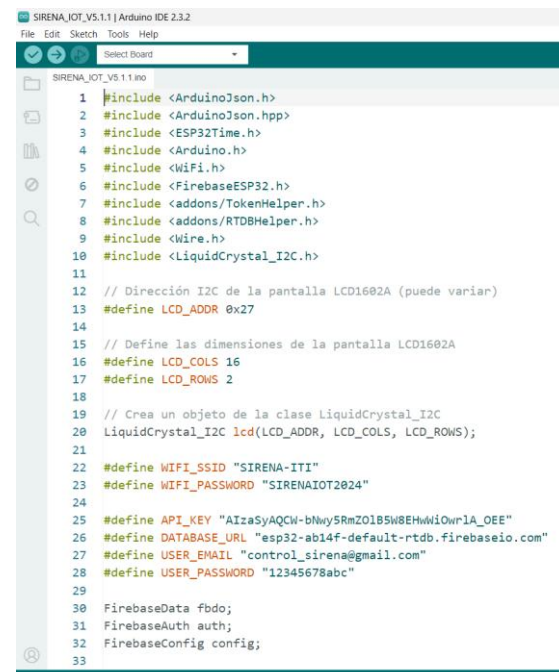 SIRENA_IOT_V5.1.1 | Arduino IDE 2.3.2
File Edit Sketch Tools Help
Select Board
SIRENA_IOT_V5.1.1.ino
1 #include <ArduinoJson.h>
2 #include <ArduinoJson.hpp>
3 #include <ESP32Time.h>
4 #include <Arduino.h>
5 #include <WiFi.h>
6 #include <FirebaseESP32.h>
7 #include <addons/TokenHelper.h>
8 #include <addons/RTDBHelper.h>
9 #include <Wire.h>
10 #include <LiquidCrystal_I2C.h>
11
12 // Dirección I2C de la pantalla LCD1602A (puede variar)
13 #define LCD_ADDR 0x27
14
15 // Define las dimensiones de la pantalla LCD1602A
16 #define LCD_COLS 16
17 #define LCD_ROWS 2
18
19 // Crea un objeto de la clase LiquidCrystal_I2C
20 LiquidCrystal_I2C lcd(LCD_ADDR, LCD_COLS, LCD_ROWS);
21
22 #define WIFI_SSID "SIRENA-ITI"
23 #define WIFI_PASSWORD "SIRENAIOT2024"
24
25 #define API_KEY "AIzaSyAQCW-bNwy5RmZOlB5W8EHwWiOwrlA_OEE"
26 #define DATABASE_URL "esp32-ab14f-default-rtdb.firebaseio.com"
27 #define USER_EMAIL "control_sirena@gmail.com"
28 #define USER_PASSWORD "12345678abc"
29
30 FirebaseData fbdo;
31 FirebaseAuth auth;
32 FirebaseConfig config;
33